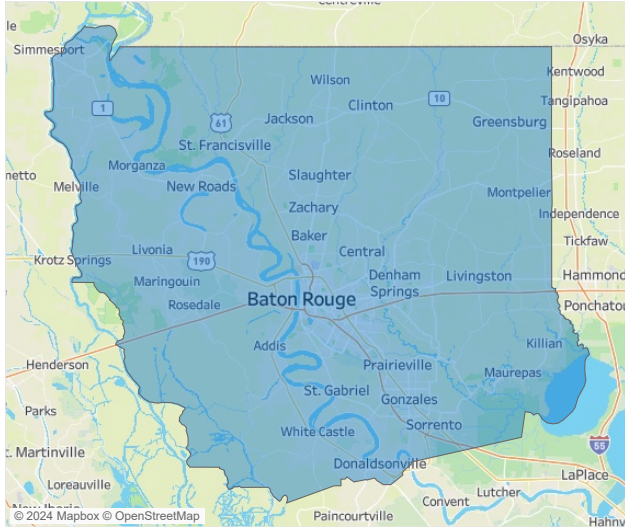 Centreville
Simmesport
Osyka
Kentwood
Wilson
Clinton
10
Tangipahoa
1
Jackson
61
Greensburg
St. Francisville
Roseland
Morganza
netto
Melville
New Roads
Slaughter
Montpelier
Zachary
Independence
Baker
Tickfaw
Krotz Springs
Livonia
190
Central
Maringouin
Denham
Springs
Livingston
Hammond
Rosedale
Baton Rouge
Ponchatou
Addis
Killian
Henderson
Prairieville
Maurepas
St. Gabriel
Gonzales
Parks
White Castle
Sorrento
55
t. Martinville
Donaldsonville
LaPlace
Loreauville
Lutcher
Convent
New Iberia
© 2024 Mapbox © OpenStreetMap
Paincourtville
Hahnv